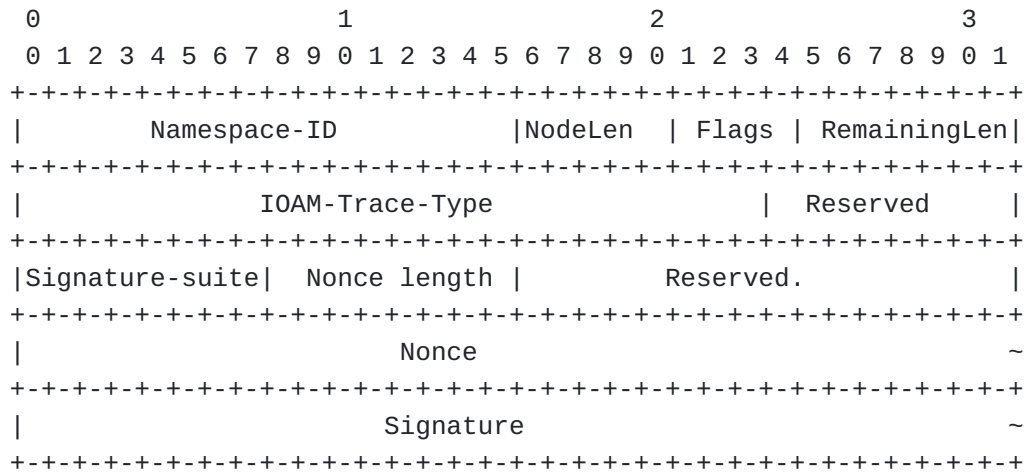 0                   1                   2                   3
 0 1 2 3 4 5 6 7 8 9 0 1 2 3 4 5 6 7 8 9 0 1 2 3 4 5 6 7 8 9 0 1
+-+-+-+-+-+-+-+-+-+-+-+-+-+-+-+-+-+-+-+-+-+-+-+-+-+-+-+-+-+-+-+-+
|        Namespace-ID           |NodeLen  | Flags | RemainingLen|
+-+-+-+-+-+-+-+-+-+-+-+-+-+-+-+-+-+-+-+-+-+-+-+-+-+-+-+-+-+-+-+-+
|               IOAM-Trace-Type                 |  Reserved     |
+-+-+-+-+-+-+-+-+-+-+-+-+-+-+-+-+-+-+-+-+-+-+-+-+-+-+-+-+-+-+-+-+
|Signature-suite|  Nonce length |         Reserved.             |
+-+-+-+-+-+-+-+-+-+-+-+-+-+-+-+-+-+-+-+-+-+-+-+-+-+-+-+-+-+-+-+-+
|                        Nonce                                  ~
+-+-+-+-+-+-+-+-+-+-+-+-+-+-+-+-+-+-+-+-+-+-+-+-+-+-+-+-+-+-+-+-+
|                       Signature                               ~
+-+-+-+-+-+-+-+-+-+-+-+-+-+-+-+-+-+-+-+-+-+-+-+-+-+-+-+-+-+-+-+-+